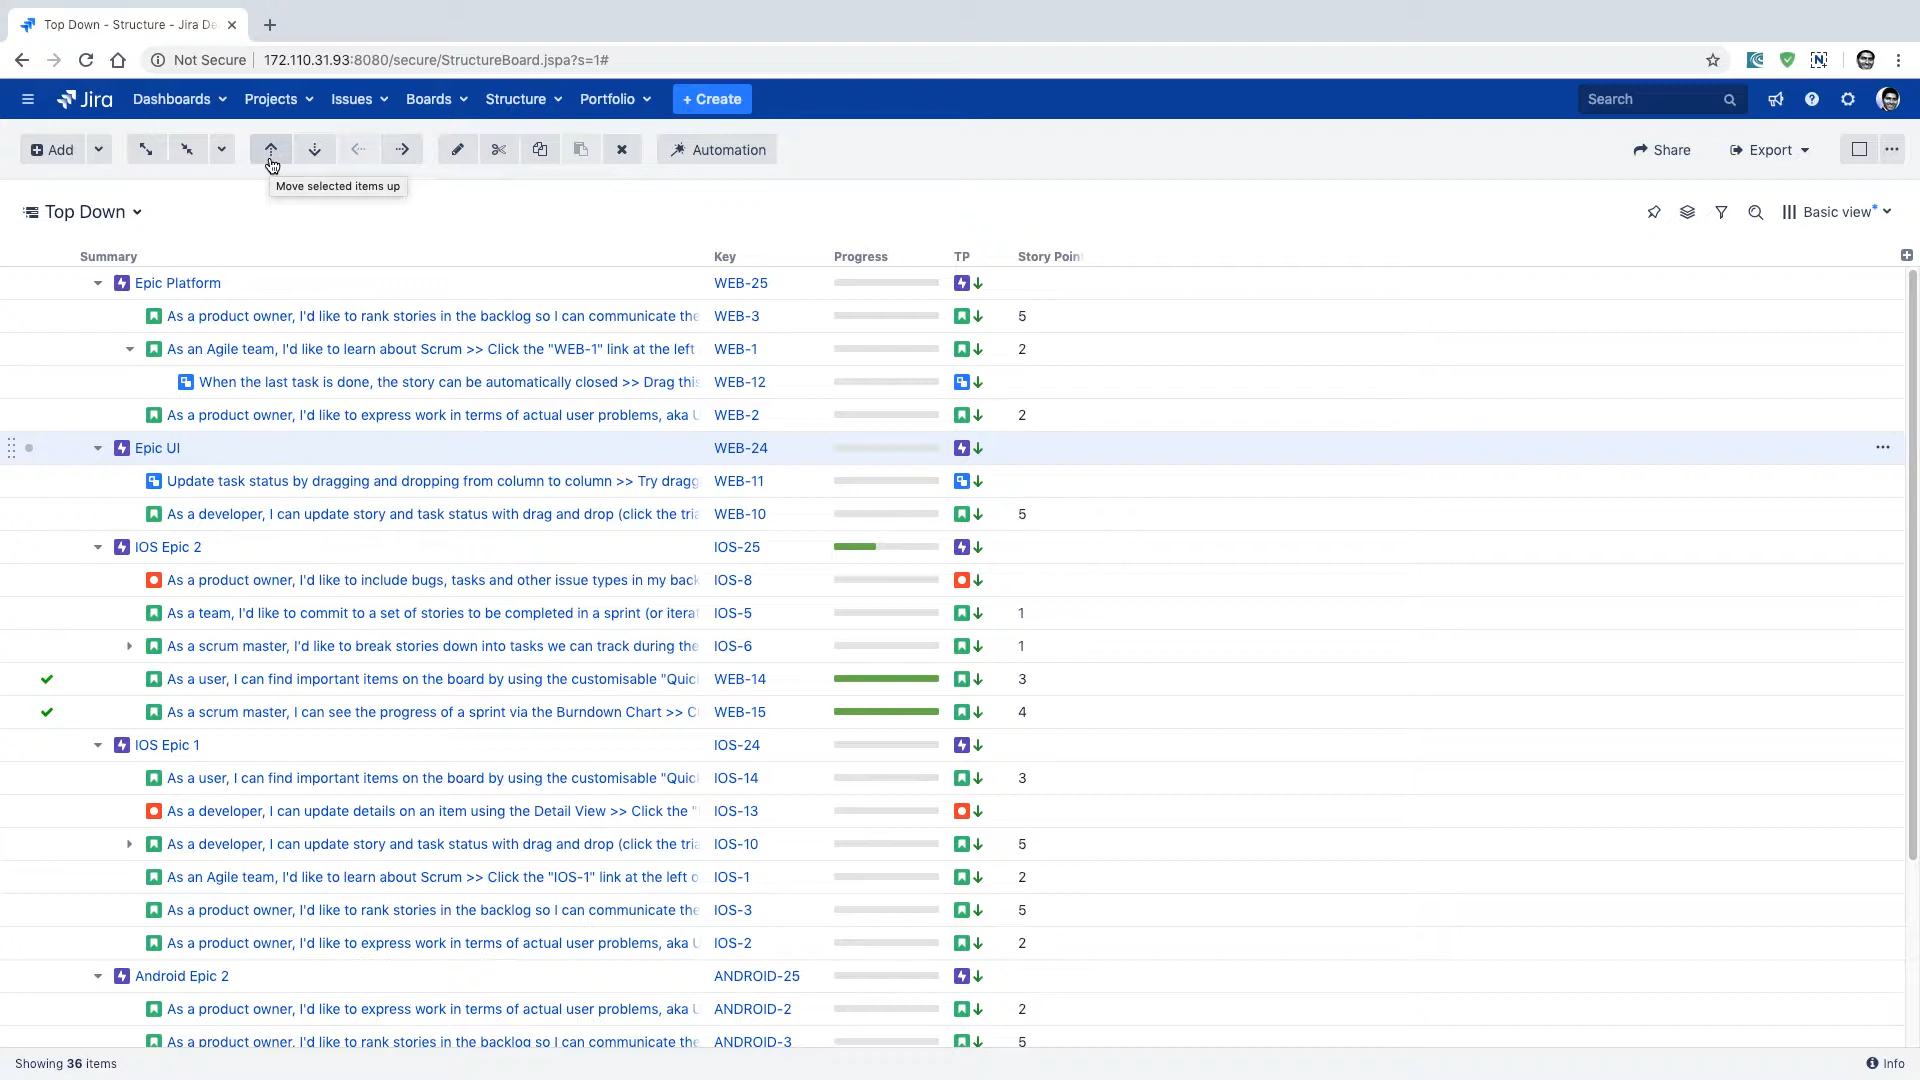 Top Down - Structure - Jira De
Not Secure 172.110.31.93:8080/secure/StructureBoard.jspa?s=1#
Jira Dashboards Projects Issues Boards Structure Portfolio + Create Search
Add Automation Share Export
Move selected items up
Top Down Basic view*
Summary Key Progress TP Story Poin
Epic Platform WEB-25
As a product owner, I'd like to rank stories in the backlog so I can communicate the WEB-3 5
As an Agile team, I'd like to learn about Scrum >> Click the "WEB-1" link at the left WEB-1 2
When the last task is done, the story can be automatically closed >> Drag this WEB-12
As a product owner, I'd like to express work in terms of actual user problems, aka U WEB-2 2
Epic UI WEB-24
Update task status by dragging and dropping from column to column >> Try dragg WEB-11
As a developer, I can update story and task status with drag and drop (click the tria WEB-10 5
IOS Epic 2 IOS-25
As a product owner, I'd like to include bugs, tasks and other issue types in my back IOS-8
As a team, I'd like to commit to a set of stories to be completed in a sprint (or iterat IOS-5 1
As a scrum master, I'd like to break stories down into tasks we can track during the IOS-6 1
As a user, I can find important items on the board by using the customisable "Quic WEB-14 3
As a scrum master, I can see the progress of a sprint via the Burndown Chart >> C WEB-15 4
IOS Epic 1 IOS-24
As a user, I can find important items on the board by using the customisable "Quic IOS-14 3
As a developer, I can update details on an item using the Detail View >> Click the " IOS-13
As a developer, I can update story and task status with drag and drop (click the tria IOS-10 5
As an Agile team, I'd like to learn about Scrum >> Click the "IOS-1" link at the left o IOS-1 2
As a product owner, I'd like to rank stories in the backlog so I can communicate the IOS-3 5
As a product owner, I'd like to express work in terms of actual user problems, aka U IOS-2 2
Android Epic 2 ANDROID-25
As a product owner, I'd like to express work in terms of actual user problems, aka U ANDROID-2 2
As a product owner, I'd like to rank stories in the backlog so I can communicate the ANDROID-3 5
Showing 36 items Info